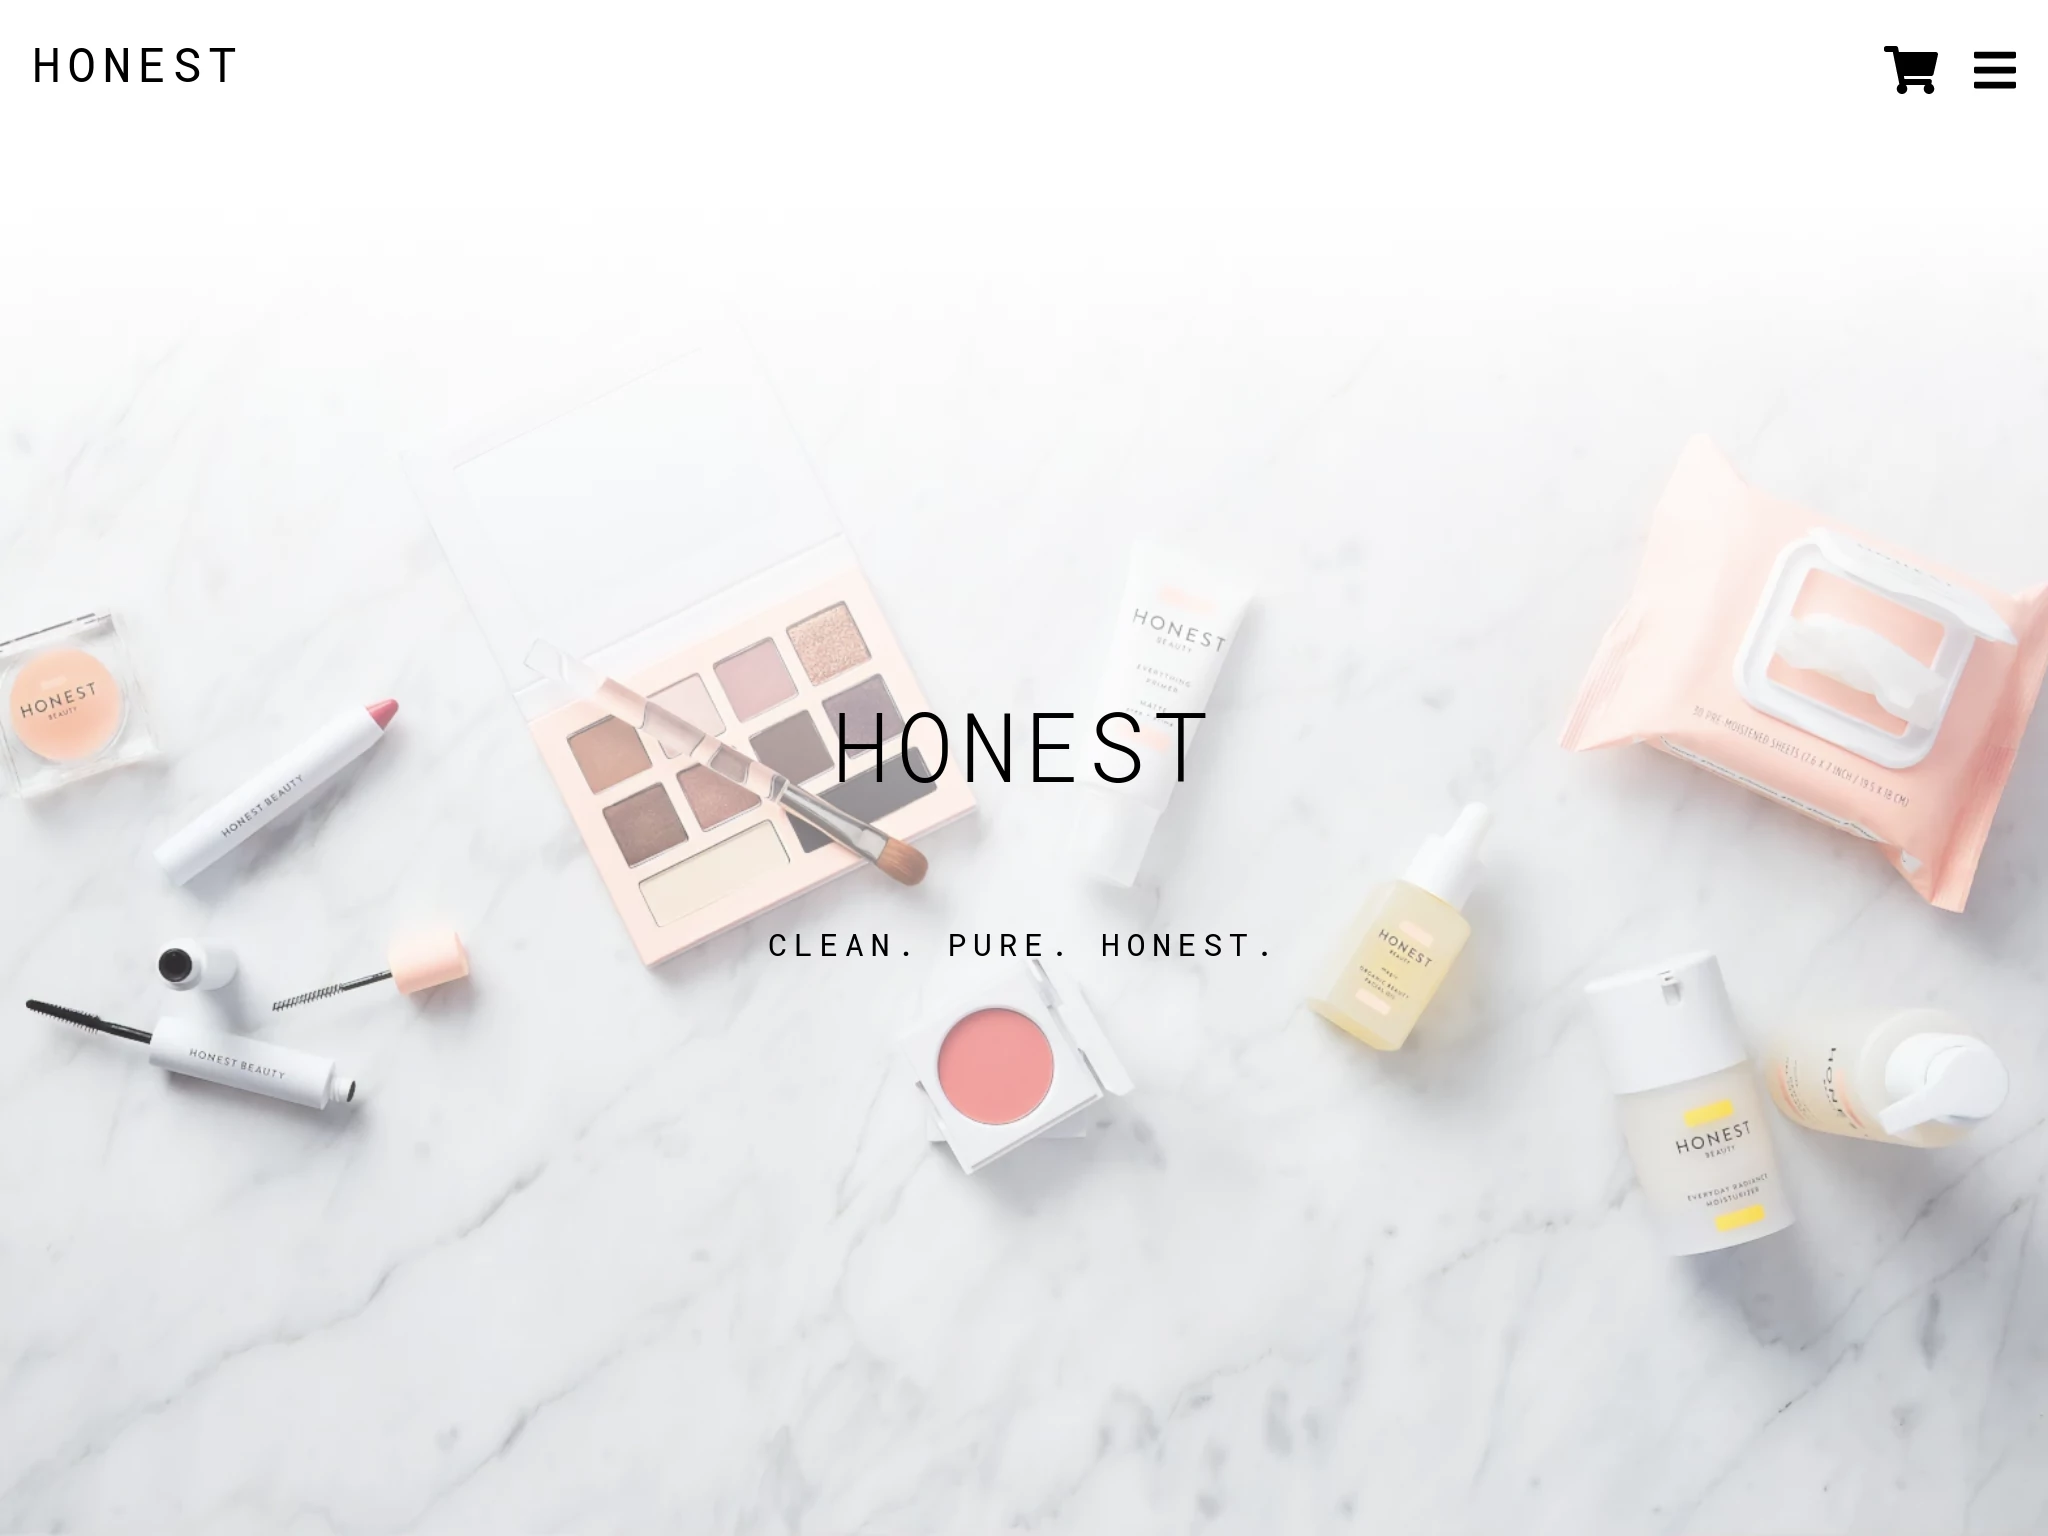 HONEST
HONEST
BEAUTY
EVERYTHING
PRIMER
MATTE
HONEST
BEAUTY
HONEST BEAUTY
30 PRE-MOISTENED SHEETS (7.6 X 7 INCH / 19.5 X 18 CM)
HONEST
CLEAN. PURE. HONEST.
HONEST
BEAUTY
ORGANIC BEAUTY
FACIAL OIL
HONEST BEAUTY
HONEST
BEAUTY
EVERYDAY RADIANCE
MOISTURIZER